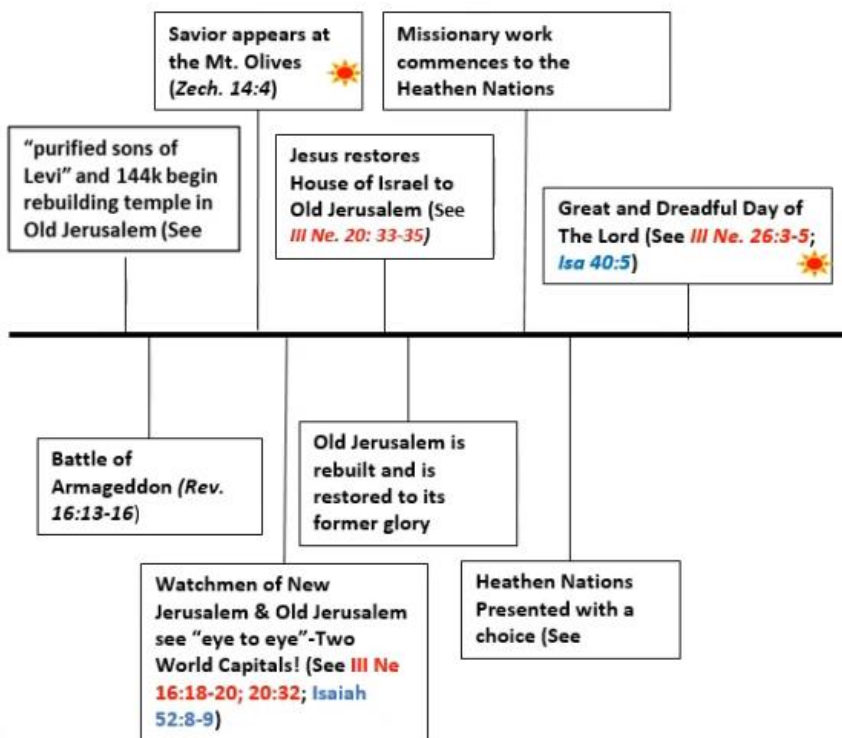 Savior appears at
the Mt. Olives
(Zech. 14:4)
Missionary work
commences to the
Heathen Nations
“purified sons of
Levi” and 144k begin
rebuilding temple in
Old Jerusalem (See
Jesus restores
House of Israel to
Old Jerusalem (See
III Ne. 20: 33-35)
Great and Dreadful Day of
The Lord (See III Ne. 26:3-5;
Isa 40:5)
Battle of
Armageddon (Rev.
16:13-16)
Old Jerusalem is
rebuilt and is
restored to its
former glory
Watchmen of New
Jerusalem & Old Jerusalem
see “eye to eye”-Two
World Capitals! (See III Ne
16:18-20; 20:32; Isaiah
52:8-9)
Heathen Nations
Presented with a
choice (See